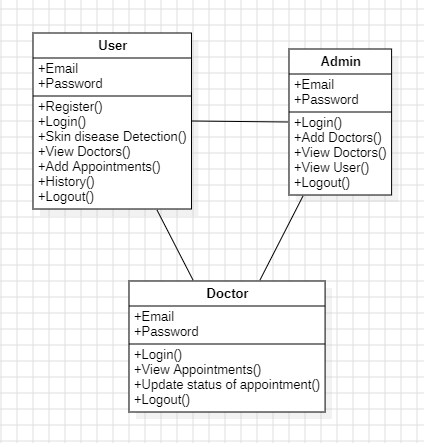 User
+Email
+Password
+Register()
+Login()
+Skin disease Detection()
+View Doctors()
+Add Appointments()
+History()
+Logout()
Admin
+Email
+Password
+Login()
+Add Doctors()
+View Doctors()
+View User()
+Logout()
Doctor
+Email
+Password
+Login()
+View Appointments()
+Update status of appointment()
+Logout()